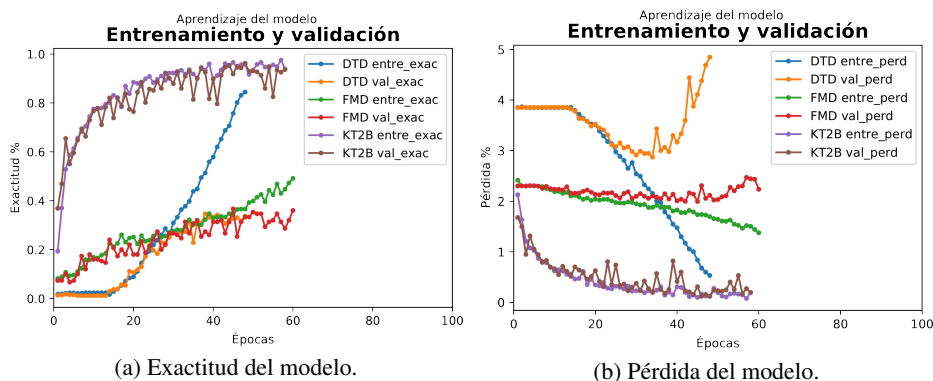 Aprendizaje del modelo
Entrenamiento y validación
Exactitud %
1.0
0.8
0.6
0.4
0.2
0.0
DTD entre_exac
DTD val_exac
FMD entre_exac
FMD val_exac
KT2B entre_exac
KT2B val_exac
0 20 40 60 80 100
Épocas
(a) Exactitud del modelo.
Aprendizaje del modelo
Entrenamiento y validación
Pérdida %
5
4
3
2
1
0
DTD entre_perd
DTD val_perd
FMD entre_perd
FMD val_perd
KT2B entre_perd
KT2B val_perd
0 20 40 60 80 100
Épocas
(b) Pérdida del modelo.